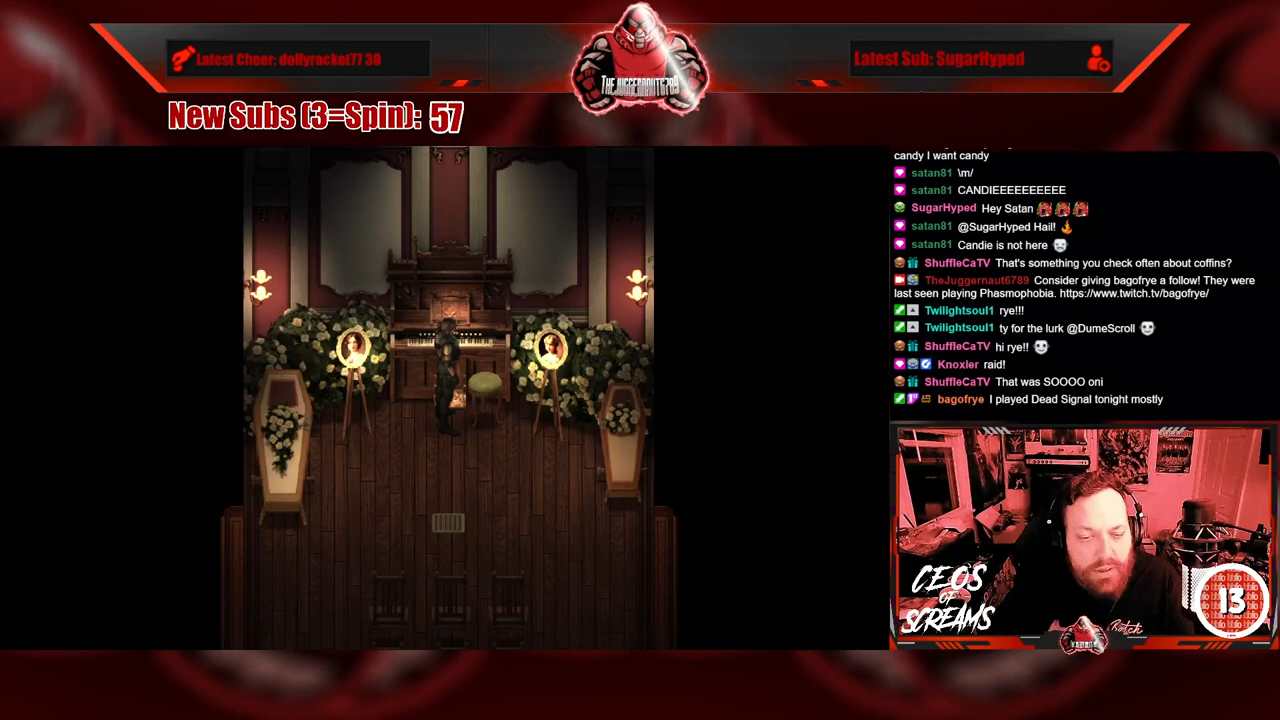 Latest Cheer: dollyrocket77 30
THEJUGGERNAUT6789
Latest Sub: SugarHyped
New Subs (3=Spin): 57
candy I want candy
satan81 \m/
satan81 CANDIEEEEEEEEEE
SugarHyped Hey Satan
satan81 @SugarHyped Hail!
satan81 Candie is not here
ShuffleCaTV That's something you check often about coffins?
TheJuggernaut6789 Consider giving bagofrye a follow! They were
last seen playing Phasmophobia. https://www.twitch.tv/bagofrye/
Twilightsoul1 rye!!!
Twilightsoul1 ty for the lurk @DumeScroll
ShuffleCaTV hi rye!!
Knoxler raid!
ShuffleCaTV That was SOOOO oni
bagofrye I played Dead Signal tonight mostly
CEOS
OF
SCREAMS
13